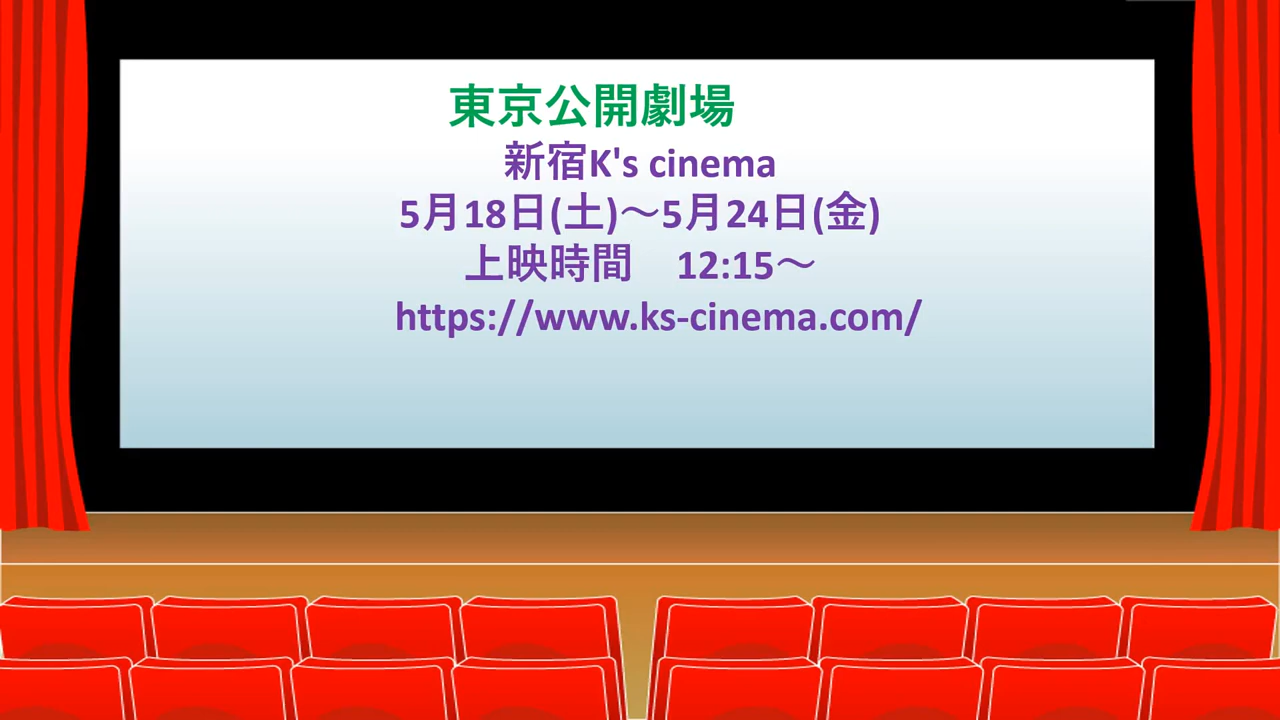 東京公開劇場
新宿K's cinema
5月18日(土)～5月24日(金)
上映時間　12:15～
https://www.ks-cinema.com/